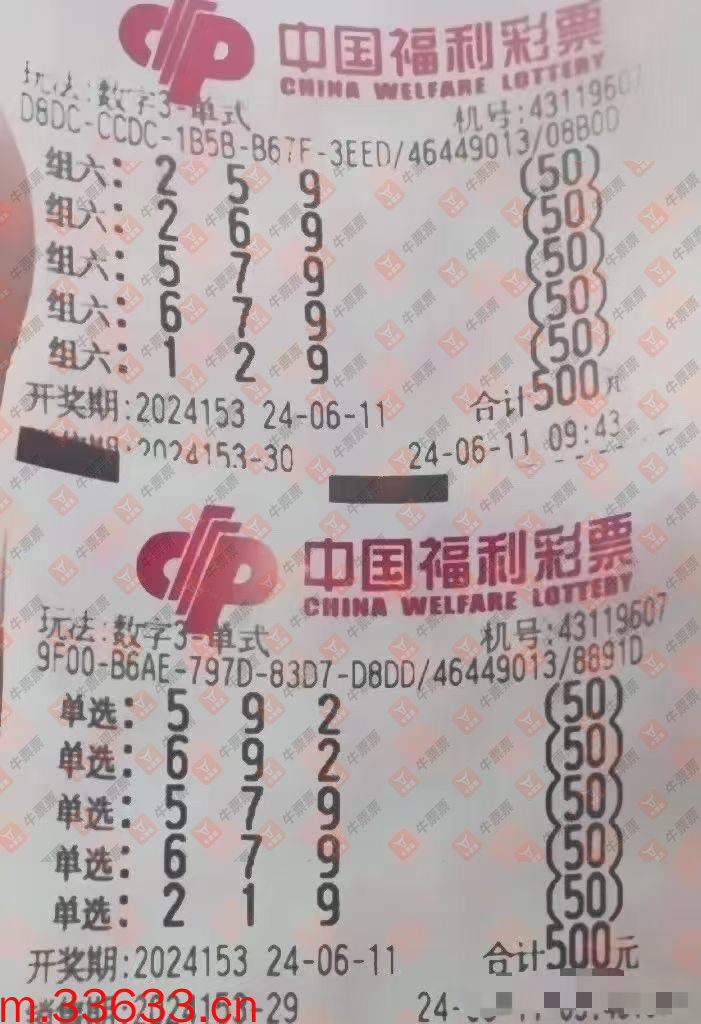 中国福利彩票
CHINA WELFARE LOTTERY
玩法:数字3-单式 机号:43119607
D8DC-CCDC-1B5B-B67F-3EED/46449013/08B0D
组六: 2 5 9 (50)
组六: 2 6 9 (50)
组六: 5 7 9 (50)
组六: 6 7 9 (50)
组六: 1 2 9 (50)
开奖期:2024153 24-06-11 合计500元
2024153-30 24-06-11 09:43
中国福利彩票
CHINA WELFARE LOTTERY
玩法:数字3-单式 机号:43119607
9F00-B6AE-797D-83D7-D8DD/46449013/8891D
单选: 5 9 2 (50)
单选: 6 9 2 (50)
单选: 5 7 9 (50)
单选: 6 7 9 (50)
单选: 2 1 9 (50)
开奖期:2024153 24-06-11 合计500元
2024153-29 24-
m.33633.cn
牛票票